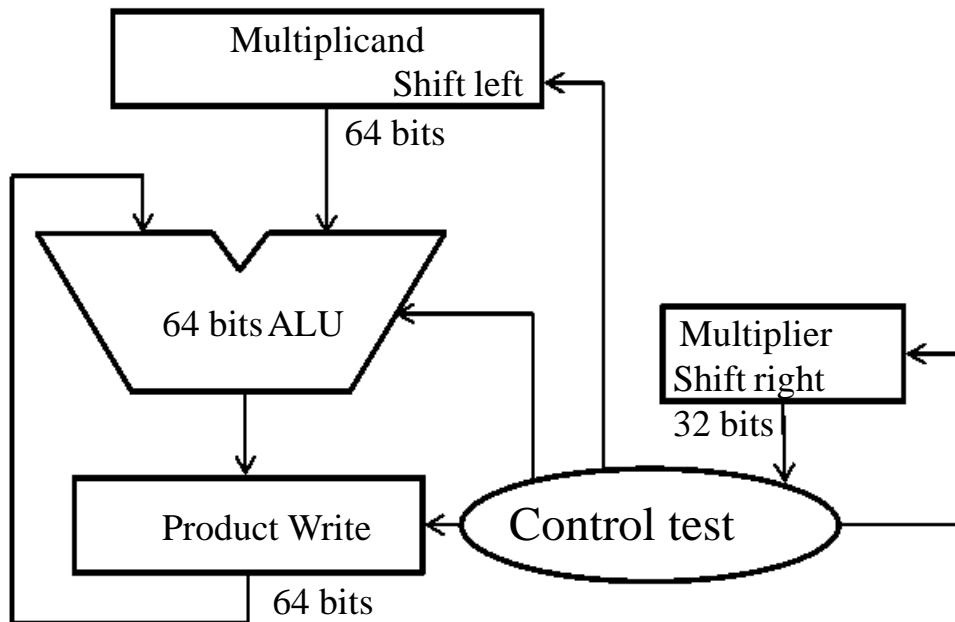 Multiplicand
Shift left
64 bits
64 bits ALU
Multiplier
Shift right
32 bits
Product Write
Control test
64 bits